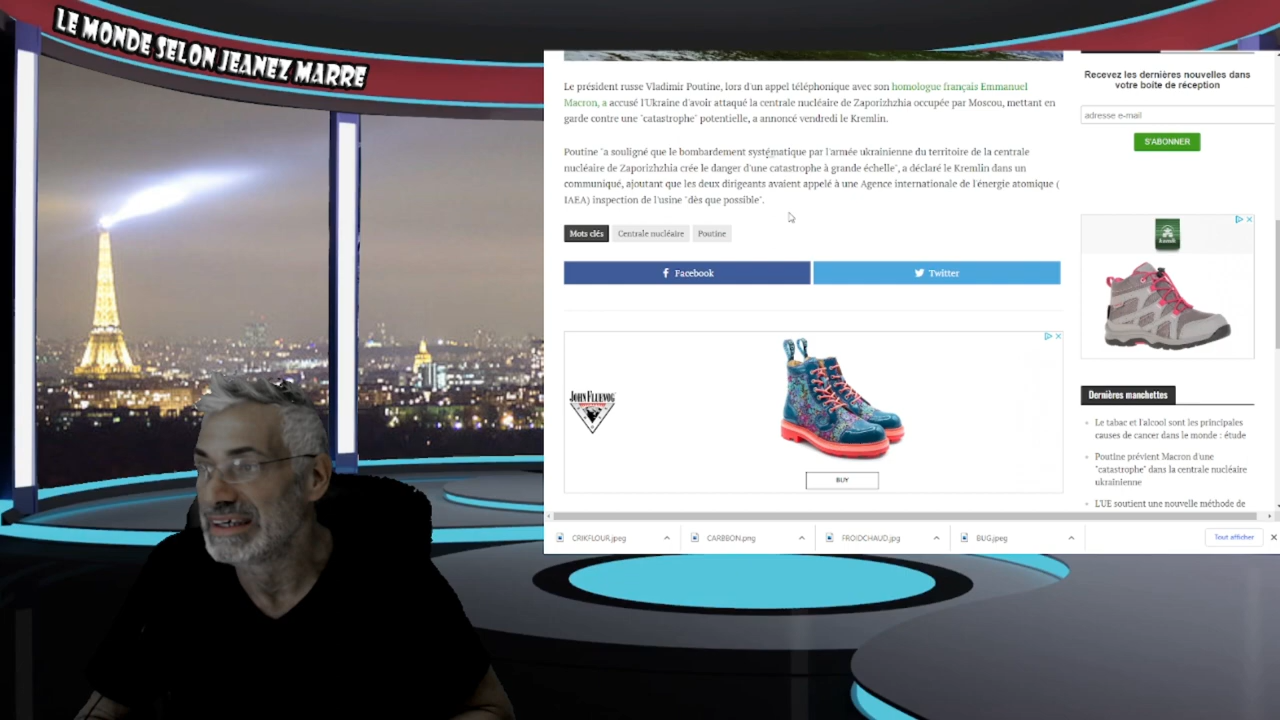 LE MONDE SELON JEANEZ MARRE
Le président russe Vladimir Poutine, lors d'un appel téléphonique avec son homologue français Emmanuel
Macron, a accusé l'Ukraine d'avoir attaqué la centrale nucléaire de Zaporizhzhia occupée par Moscou, mettant en
garde contre une "catastrophe" potentielle, a annoncé vendredi le Kremlin.
Poutine "a souligné que le bombardement systématique par l'armée ukrainienne du territoire de la centrale
nucléaire de Zaporizhzhia crée le danger d'une catastrophe à grande échelle", a déclaré le Kremlin dans un
communiqué, ajoutant que les deux dirigeants avaient appelé à une Agence internationale de l'énergie atomique (
IAEA) inspection de l'usine "dès que possible".
Mots clés
Centrale nucléaire
Poutine
Facebook
Twitter
JOHN FLUEVOG
BUY
Recevez les dernières nouvelles dans
votre boîte de réception
adresse e-mail
S'ABONNER
Kamik
Dernières manchettes
Le tabac et l'alcool sont les principales
causes de cancer dans le monde : étude
Poutine prévient Macron d'une
"catastrophe" dans la centrale nucléaire
ukrainienne
L'UE soutient une nouvelle méthode de
CRIKFLOUR.jpeg
CARBBON.png
FROIDCHAUD.jpg
BUG.jpeg
Tout afficher